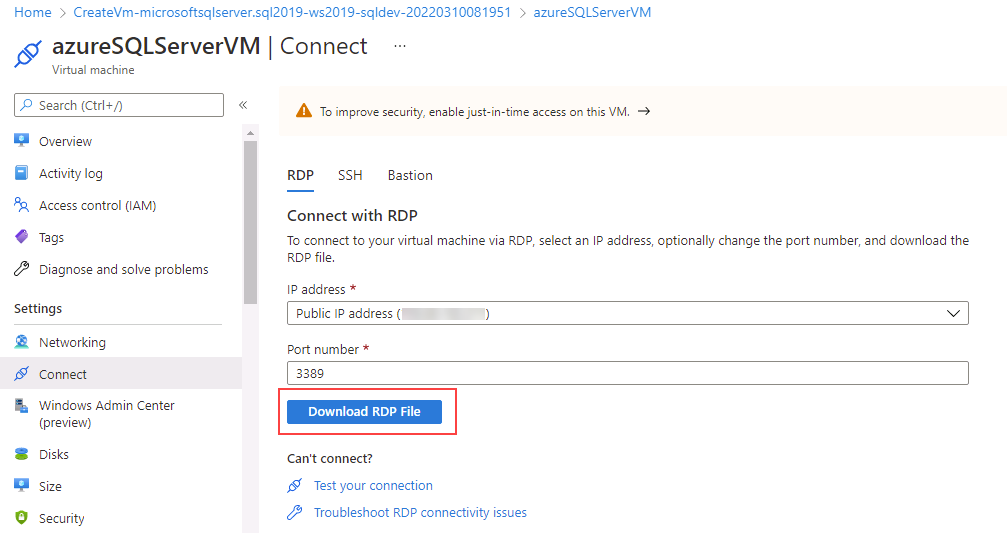 Home > CreateVm-microsoftsqlserver.sql2019-ws2019-sqldev-20220310081951 > azureSQLServerVM
azureSQLServerVM | Connect ...
Virtual machine
Search (Ctrl+/)
«
Overview
Activity log
Access control (IAM)
Tags
Diagnose and solve problems
Settings
Networking
Connect
Windows Admin Center
(preview)
Disks
Size
Security
To improve security, enable just-in-time access on this VM. →
RDP SSH Bastion
Connect with RDP
To connect to your virtual machine via RDP, select an IP address, optionally change the port number, and download the
RDP file.
IP address *
Public IP address ( )
Port number *
3389
Download RDP File
Can't connect?
Test your connection
Troubleshoot RDP connectivity issues